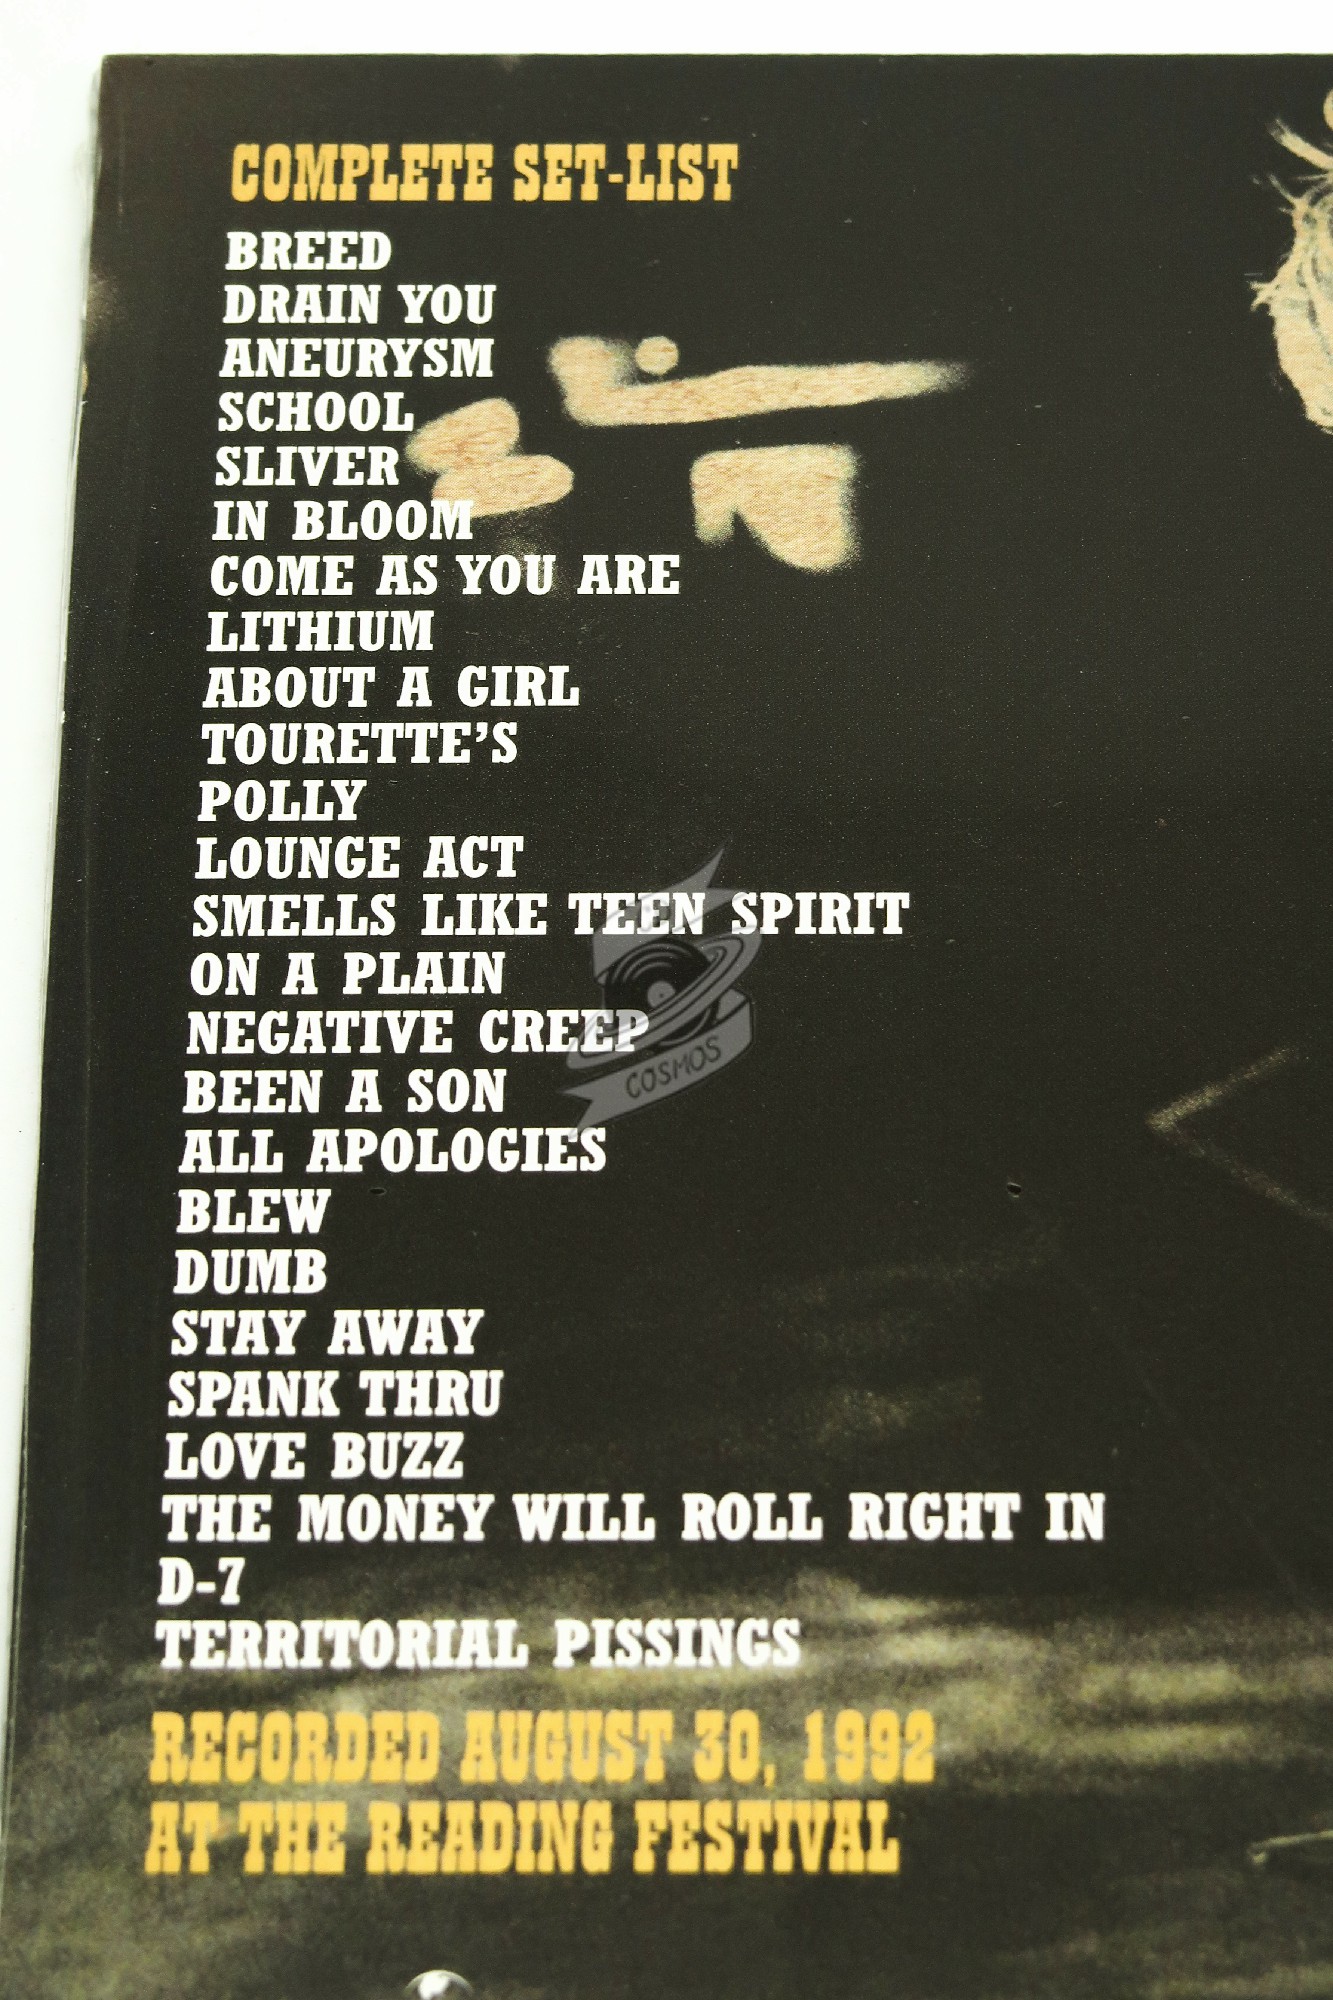 COMPLETE SET-LIST
BREED
DRAIN YOU
ANEURYSM
SCHOOL
SLIVER
IN BLOOM
COME AS YOU ARE
LITHIUM
ABOUT A GIRL
TOURETTE'S
POLLY
LOUNGE ACT
SMELLS LIKE TEEN SPIRIT
ON A PLAIN
NEGATIVE CREEP
BEEN A SON
ALL APOLOGIES
BLEW
DUMB
STAY AWAY
SPANK THRU
LOVE BUZZ
THE MONEY WILL ROLL RIGHT IN
D-7
TERRITORIAL PISSINGS
RECORDED AUGUST 30, 1992
AT THE READING FESTIVAL
COSMOS